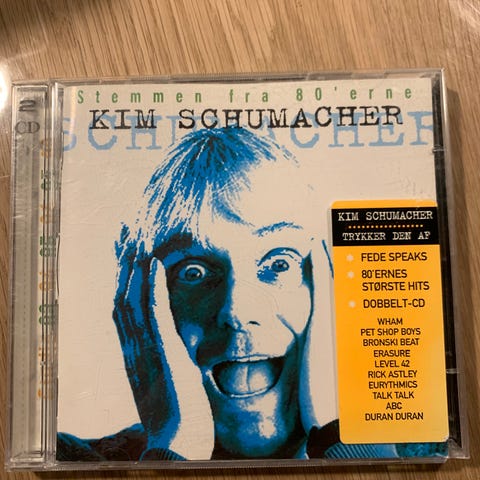 2
CD
Stemmen fra 80'erne
KIM SCHUMACHER
SCHUMACHER
KIM SCHUMACHER
TRYKKER DEN AF
FEDE SPEAKS
80'ERNES
STØRSTE HITS
DOBBELT-CD
WHAM
PET SHOP BOYS
BRONSKI BEAT
ERASURE
LEVEL 42
RICK ASTLEY
EURYTHMICS
TALK TALK
ABC
DURAN DURAN